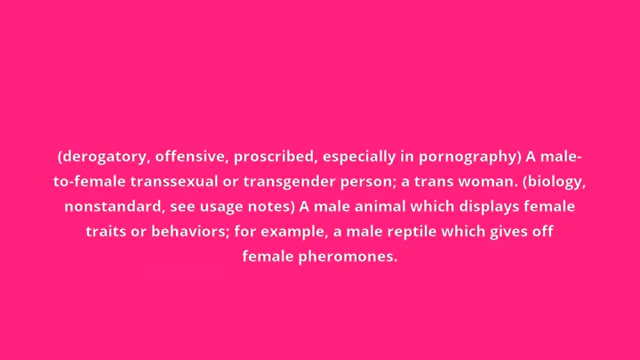 (derogatory, offensive, proscribed, especially in pornography) A male-
to-female transsexual or transgender person; a trans woman. (biology,
nonstandard, see usage notes) A male animal which displays female
traits or behaviors; for example, a male reptile which gives off
female pheromones.